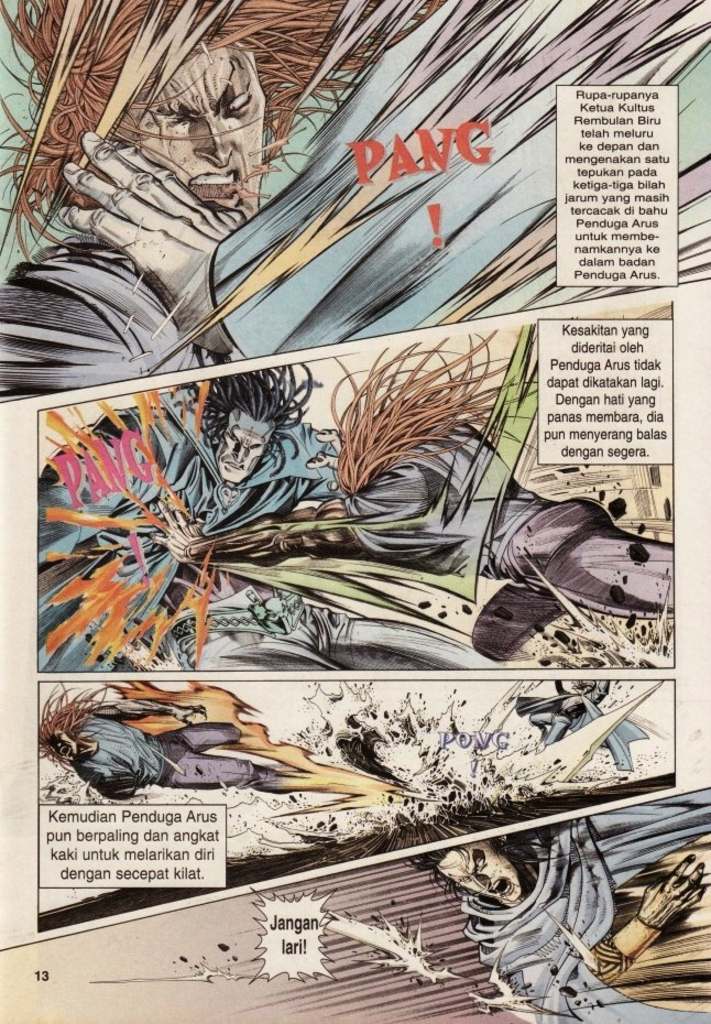 Rupa-rupanya
Ketua Kultus
Rembulan Biru
telah meluru
ke depan dan
mengenakan satu
tepukan pada
ketiga-tiga bilah
jarum yang masih
tercacak di bahu
Penduga Arus
untuk membe-
namkannya ke
dalam badan
Penduga Arus.
PANG
!
Kesakitan yang
dideritai oleh
Penduga Arus tidak
dapat dikatakan lagi.
Dengan hati yang
panas membara, dia
pun menyerang balas
dengan segera.
PANG
!
PONG
!
Kemudian Penduga Arus
pun berpaling dan angkat
kaki untuk melarikan diri
dengan secepat kilat.
Jangan
lari!
13